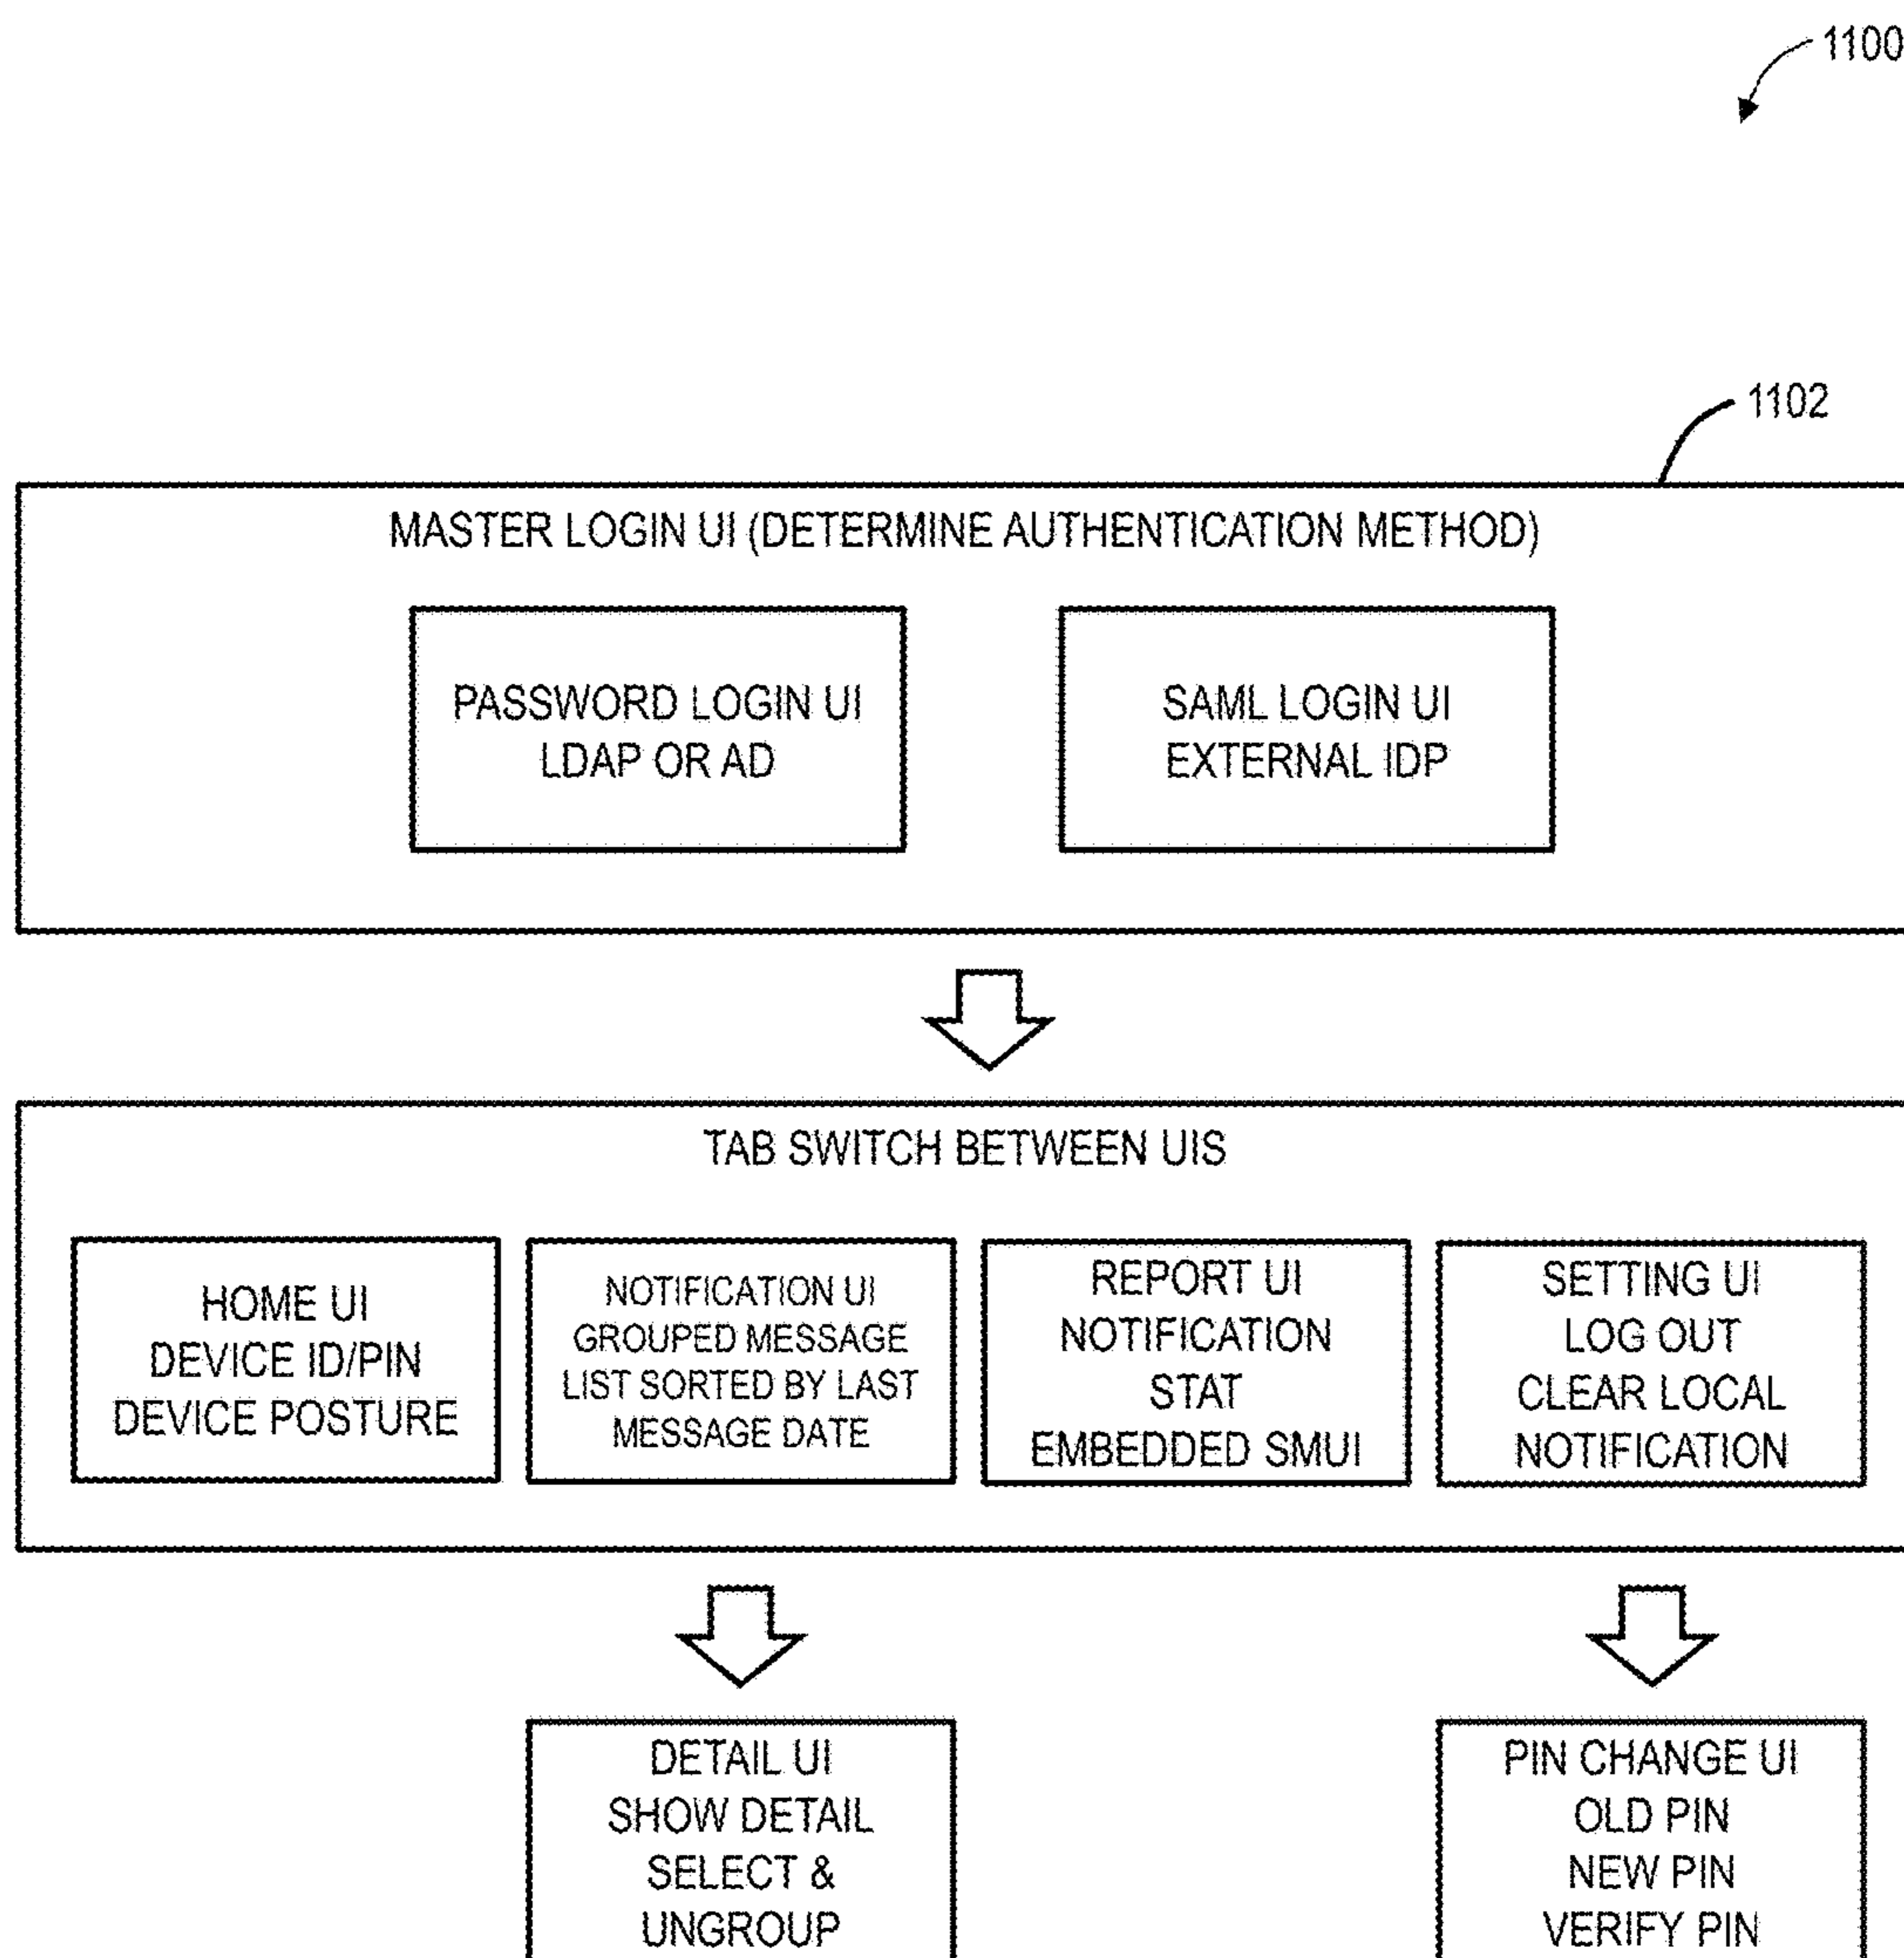 1100
1102
MASTER LOGIN UI (DETERMINE AUTHENTICATION METHOD)
PASSWORD LOGIN UI
LDAP OR AD
SAML LOGIN UI
EXTERNAL IDP
TAB SWITCH BETWEEN UIS
HOME UI
DEVICE ID/PIN
DEVICE POSTURE
NOTIFICATION UI
GROUPED MESSAGE
LIST SORTED BY LAST
MESSAGE DATE
REPORT UI
NOTIFICATION
STAT
EMBEDDED SMUI
SETTING UI
LOG OUT
CLEAR LOCAL
NOTIFICATION
DETAIL UI
SHOW DETAIL
SELECT &
UNGROUP
PIN CHANGE UI
OLD PIN
NEW PIN
VERIFY PIN